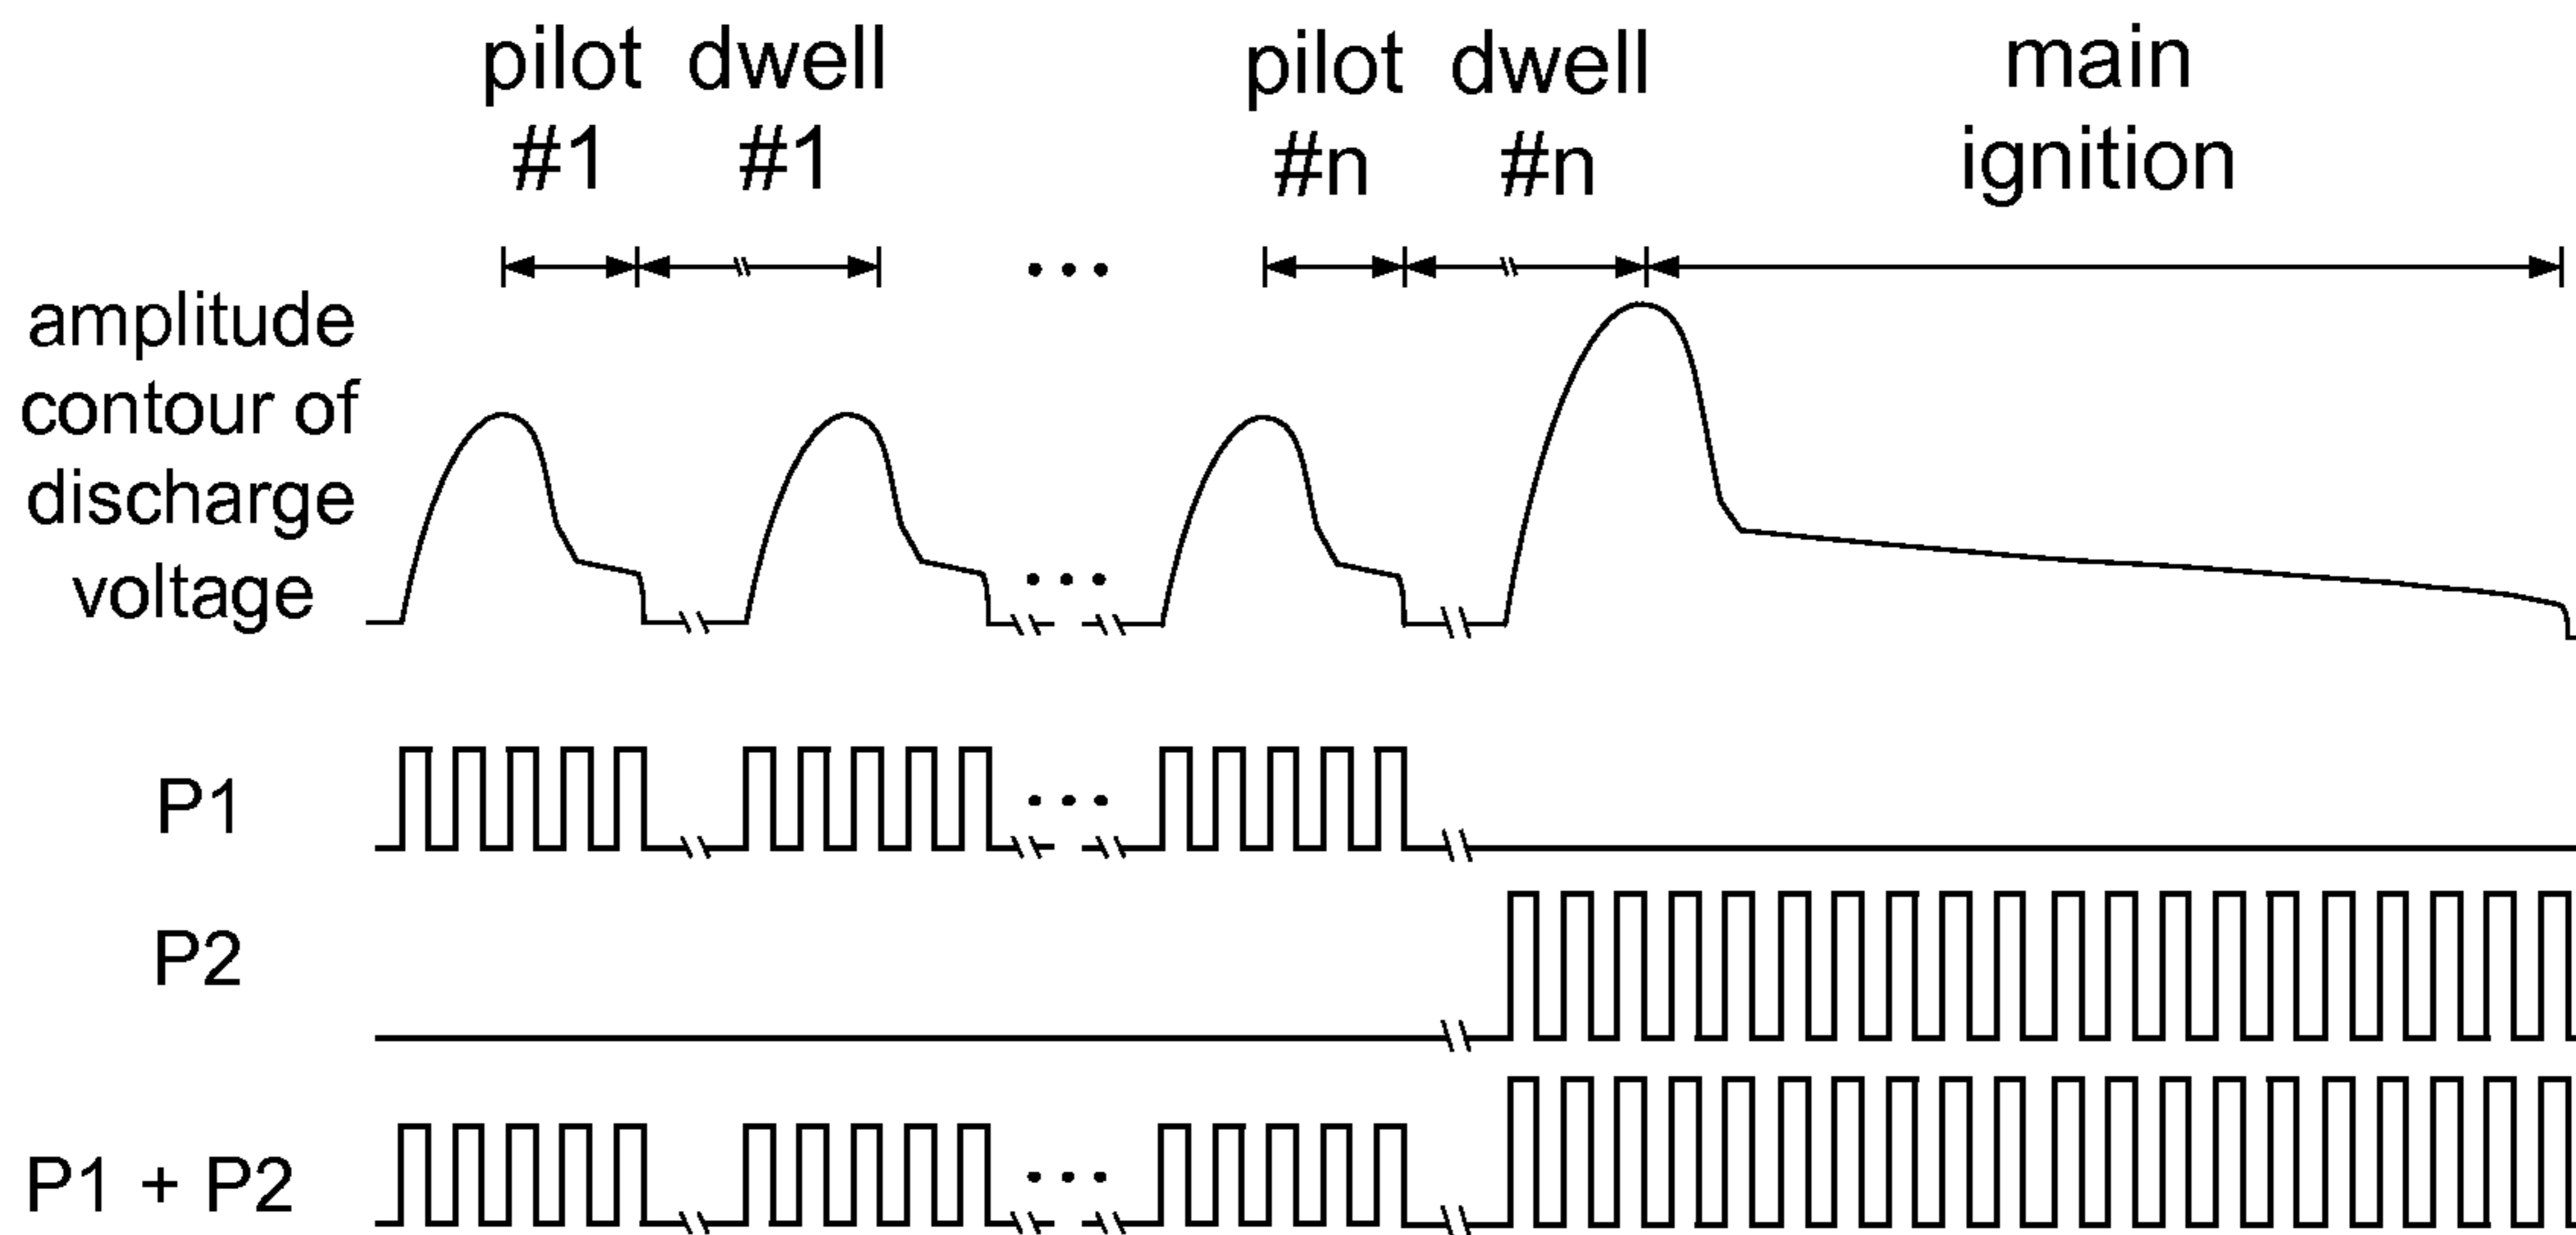 pilot dwell
#1 #1
pilot dwell
#n #n
main
ignition
amplitude
contour of
discharge
voltage
P1
P2
P1 + P2